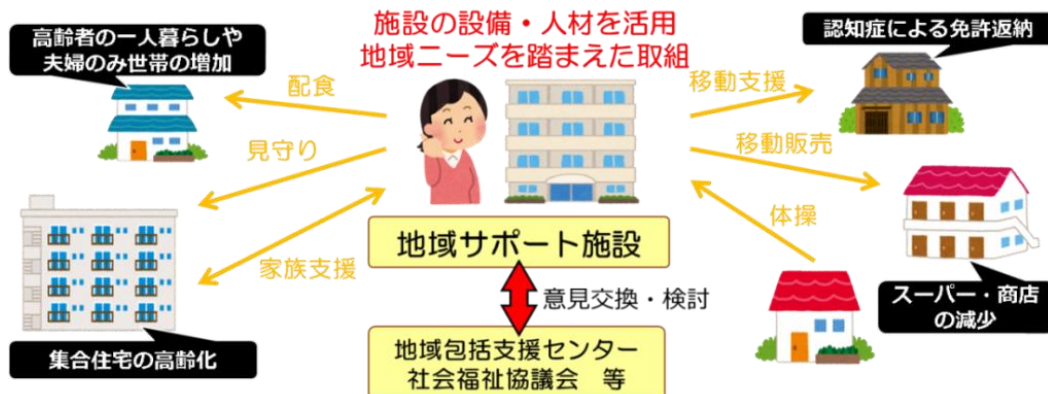 施設の設備・人材を活用
地域ニーズを踏まえた取組
高齢者の一人暮らしや
夫婦のみ世帯の増加
認知症による免許返納
配食
見守り
家族支援
移動支援
移動販売
体操
地域サポート施設
意見交換・検討
地域包括支援センター
社会福祉協議会 等
集合住宅の高齢化
スーパー・商店
の減少